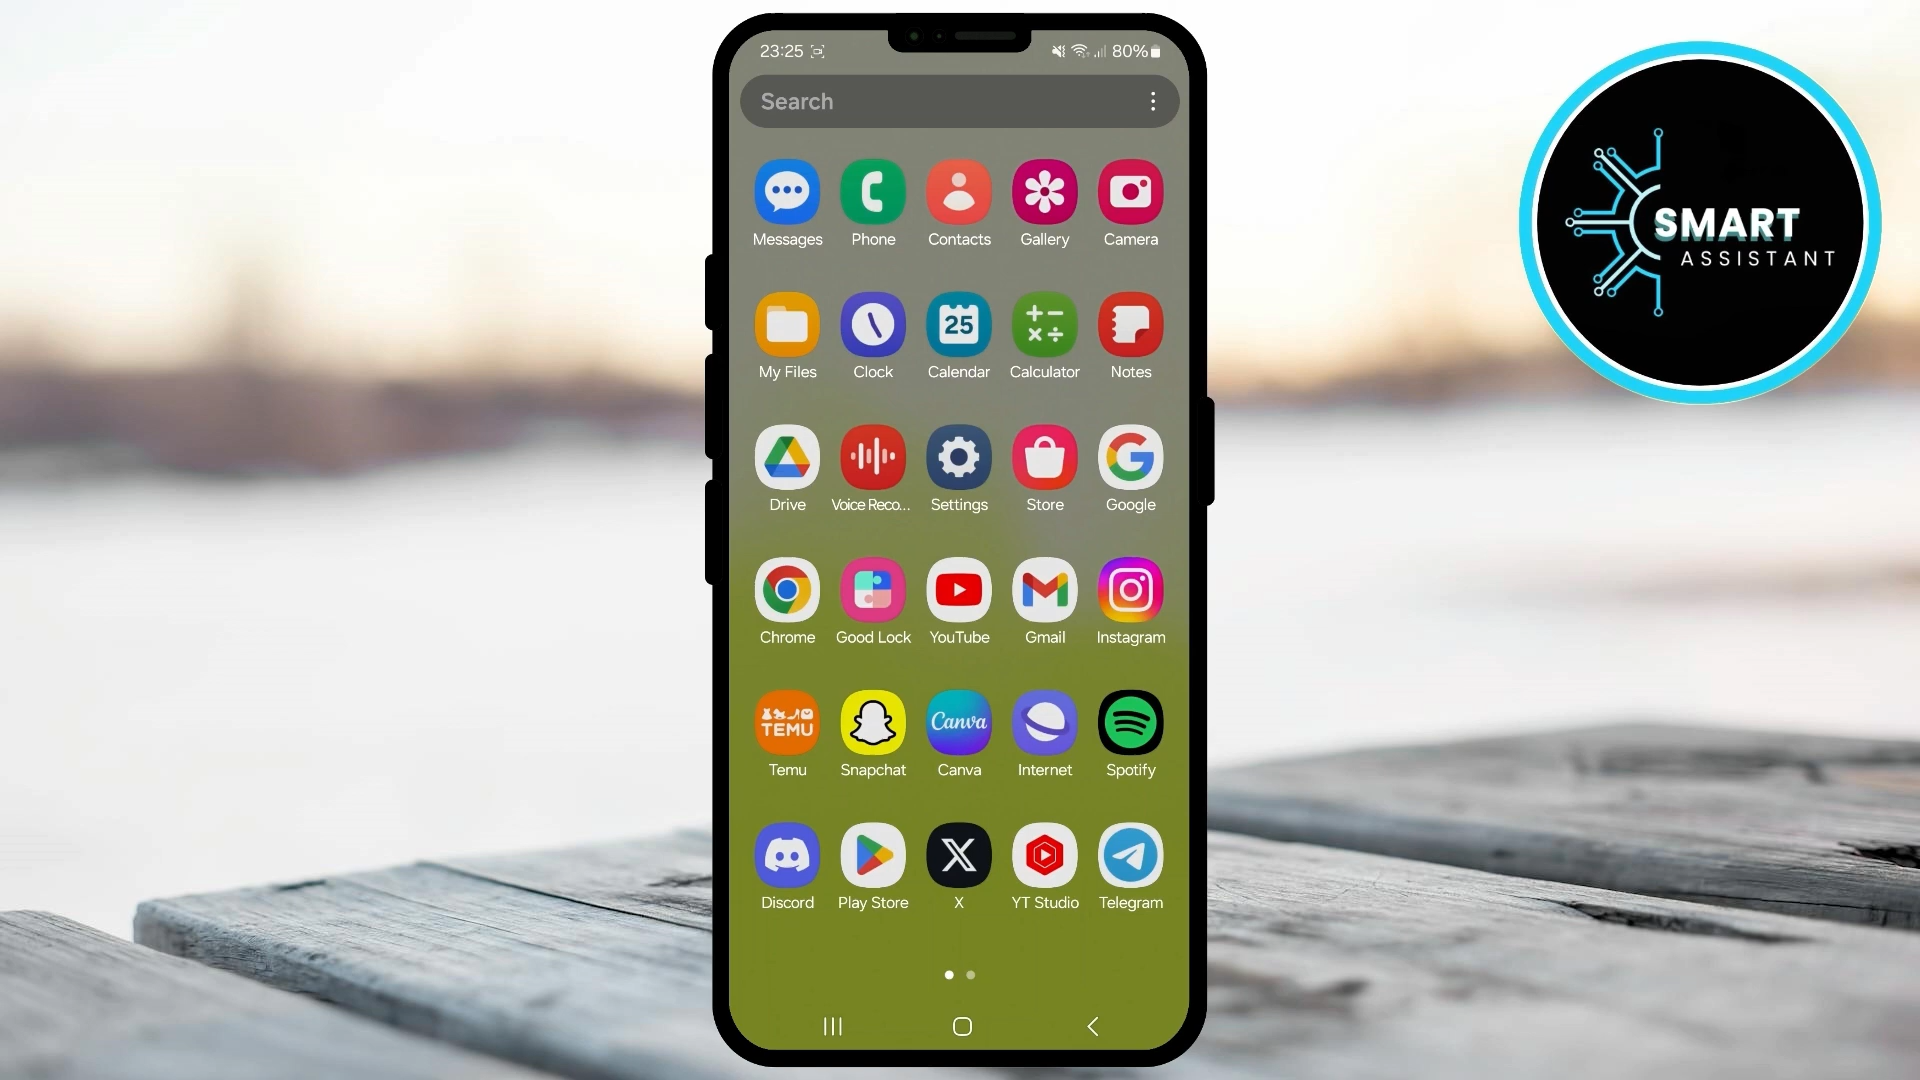 23:25 80%
Search
Messages Phone Contacts Gallery Camera
25
My Files Clock Calendar Calculator Notes
Drive Voice Reco... Settings Store Google
Chrome Good Lock YouTube Gmail Instagram
TEMU Canva
Temu Snapchat Canva Internet Spotify
Discord Play Store X YT Studio Telegram
SMART
ASSISTANT